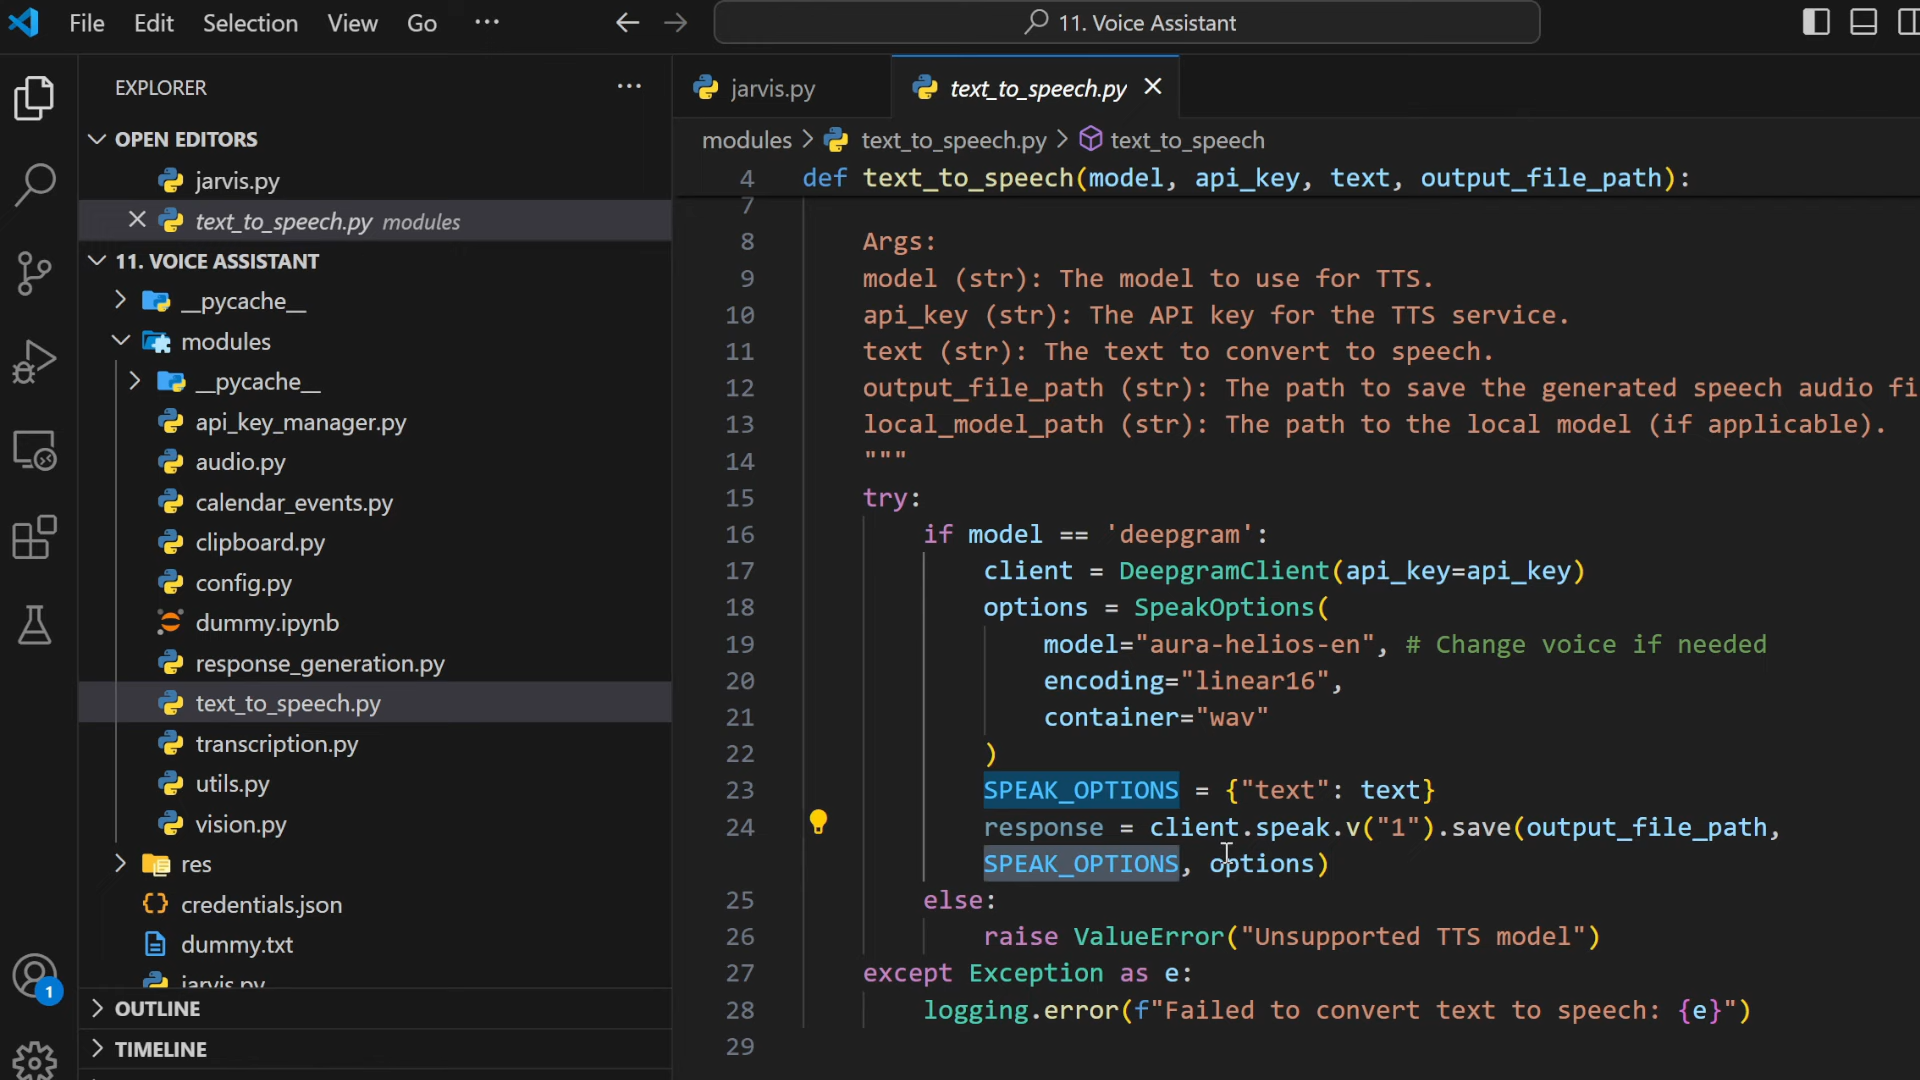 File Edit Selection View Go ··· 11. Voice Assistant
EXPLORER ···
OPEN EDITORS
jarvis.py
text_to_speech.py modules
11. VOICE ASSISTANT
__pycache__
modules
__pycache__
api_key_manager.py
audio.py
calendar_events.py
clipboard.py
config.py
dummy.ipynb
response_generation.py
text_to_speech.py
transcription.py
utils.py
vision.py
res
credentials.json
dummy.txt
jarvis.py
OUTLINE
TIMELINE
1
jarvis.py text_to_speech.py
modules > text_to_speech.py > text_to_speech
4 def text_to_speech(model, api_key, text, output_file_path):
7
8 Args:
9 model (str): The model to use for TTS.
10 api_key (str): The API key for the TTS service.
11 text (str): The text to convert to speech.
12 output_file_path (str): The path to save the generated speech audio fi
13 local_model_path (str): The path to the local model (if applicable).
14 """
15 try:
16 if model == 'deepgram':
17 client = DeepgramClient(api_key=api_key)
18 options = SpeakOptions(
19 model="aura-helios-en", # Change voice if needed
20 encoding="linear16",
21 container="wav"
22 )
23 SPEAK_OPTIONS = {"text": text}
24 response = client.speak.v("1").save(output_file_path,
SPEAK_OPTIONS, options)
25 else:
26 raise ValueError("Unsupported TTS model")
27 except Exception as e:
28 logging.error(f"Failed to convert text to speech: {e}")
29